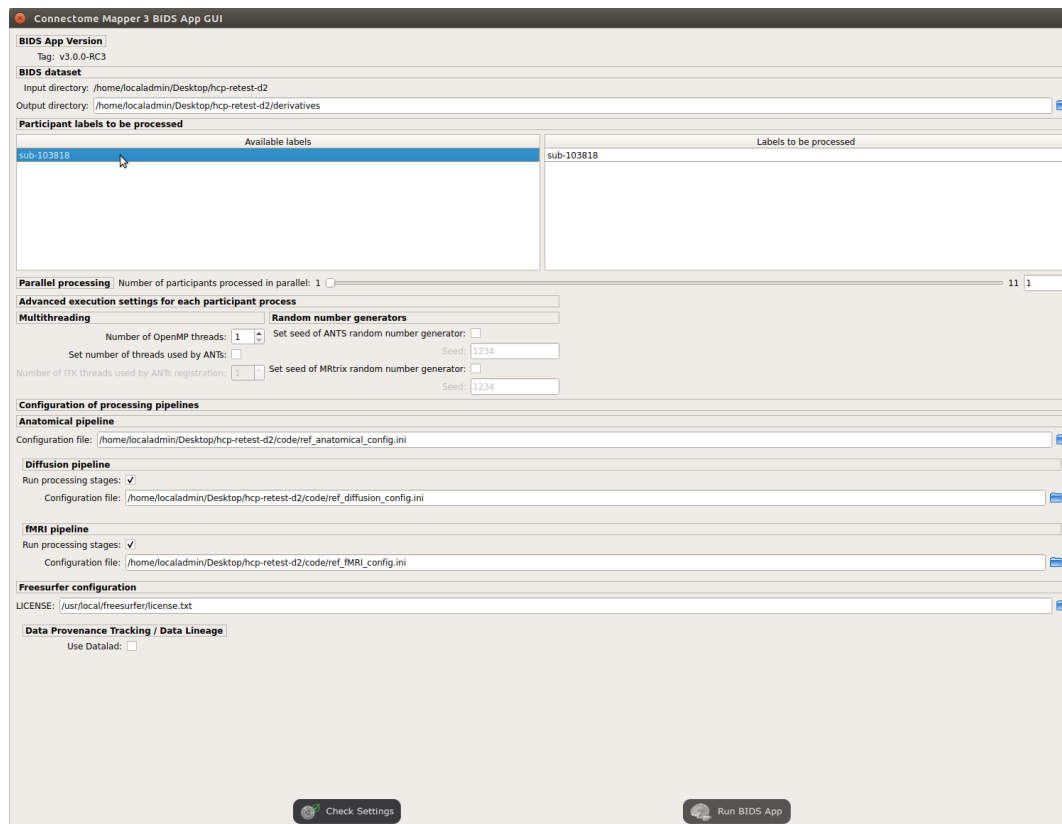 Connectome Mapper 3 BIDS App GUI
BIDS App Version
Tag: v3.0.0-RC3
BIDS dataset
Input directory: /home/localadmin/Desktop/hcp-retest-d2
Output directory: /home/localadmin/Desktop/hcp-retest-d2/derivatives
Participant labels to be processed
Available labels Labels to be processed
sub-103818 sub-103818
Parallel processing Number of participants processed in parallel: 1 11 1
Advanced execution settings for each participant process
Multithreading Random number generators
Number of OpenMP threads: 1 Set seed of ANTS random number generator:
Seed: 1234
Set number of threads used by ANTs:
Number of ITK threads used by ANTs registration: 1 Set seed of MRtrix random number generator:
Seed: 1234
Configuration of processing pipelines
Anatomical pipeline
Configuration file: /home/localadmin/Desktop/hcp-retest-d2/code/ref_anatomical_config.ini
Diffusion pipeline
Run processing stages:
Configuration file: /home/localadmin/Desktop/hcp-retest-d2/code/ref_diffusion_config.ini
fMRI pipeline
Run processing stages:
Configuration file: /home/localadmin/Desktop/hcp-retest-d2/code/ref_fMRI_config.ini
Freesurfer configuration
LICENSE: /usr/local/freesurfer/license.txt
Data Provenance Tracking / Data Lineage
Use Datalad:
Check Settings Run BIDS App